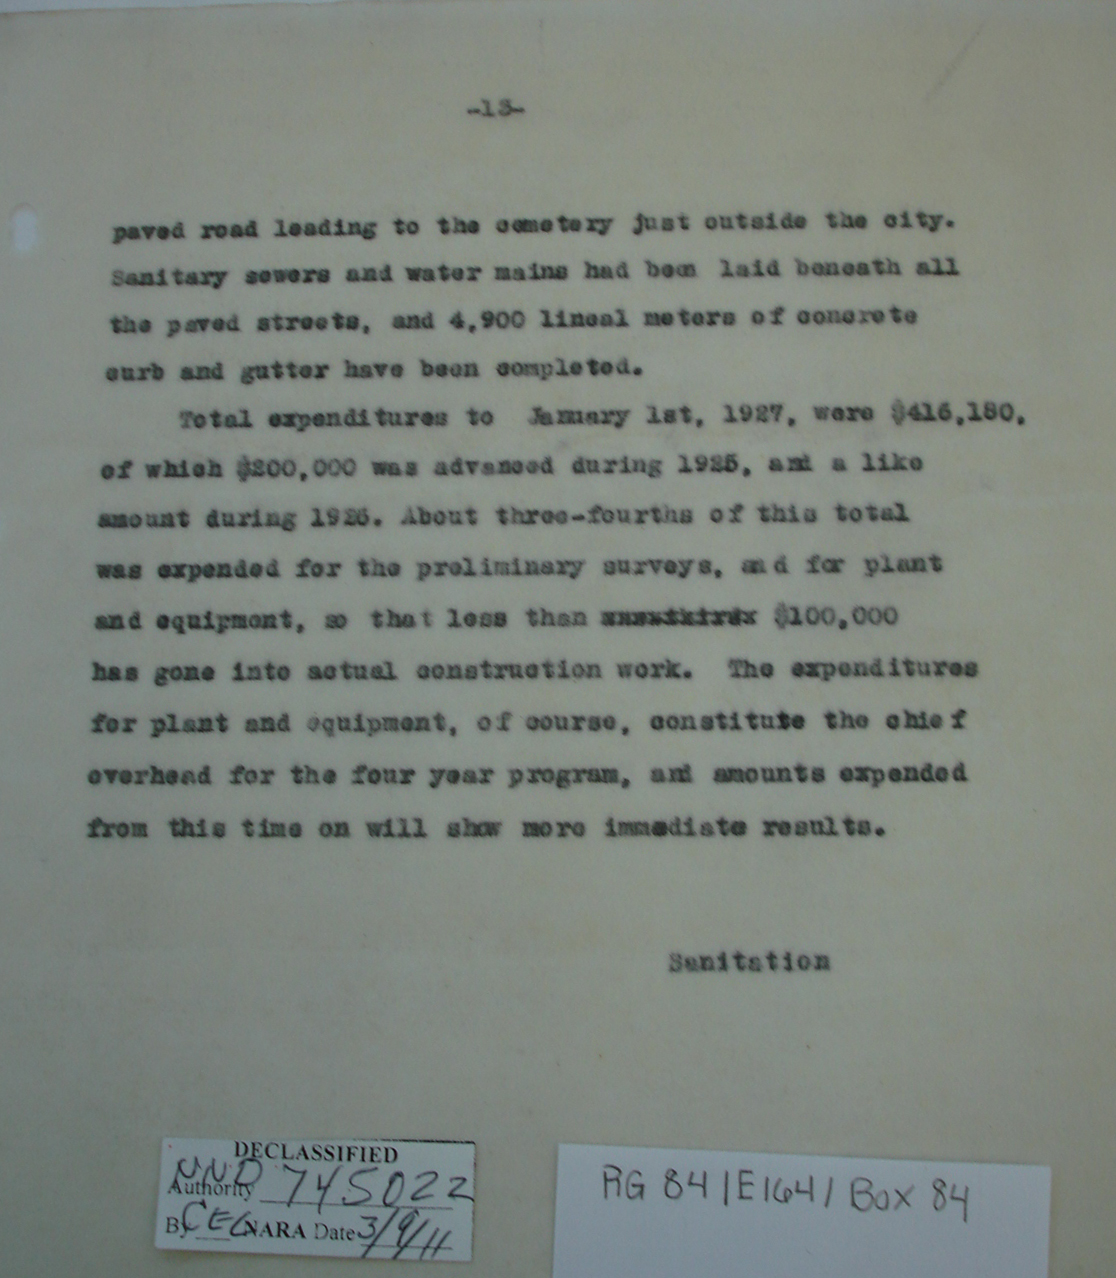 -13-
paved road leading to the cemetery just outside the city.
Sanitary sewers and water mains had been laid beneath all
the paved streets, and 4,900 lineal meters of concrete
curb and gutter have been completed.
Total expenditures to January 1st, 1927, were $416,180,
of which $200,000 was advanced during 1925, and a like
amount during 1926. About three-fourths of this total
was expended for the preliminary surveys, and for plant
and equipment, so that less than $100,000
has gone into actual construction work. The expenditures
for plant and equipment, of course, constitute the chief
overhead for the four year program, and amounts expended
from this time on will show more immediate results.
Sanitation
DECLASSIFIED
Authority NND 745022
By CEG NARA Date 3/9/11
RG 84/E164/ Box 84